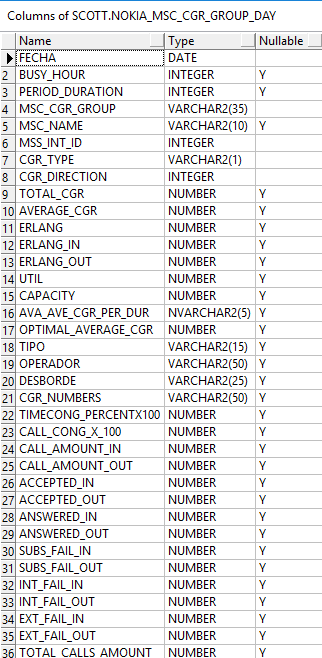 Columns of SCOTT.NOKIA_MSC_CGR_GROUP_DAY
Name Type Nullable
FECHA DATE
2 BUSY_HOUR INTEGER Y
3 PERIOD_DURATION INTEGER Y
4 MSC_CGR_GROUP VARCHAR2(35)
5 MSC_NAME VARCHAR2(10) Y
6 MSS_INT_ID INTEGER
7 CGR_TYPE VARCHAR2(1)
8 CGR_DIRECTION INTEGER
9 TOTAL_CGR NUMBER Y
10 AVERAGE_CGR NUMBER Y
11 ERLANG NUMBER Y
12 ERLANG_IN NUMBER Y
13 ERLANG_OUT NUMBER Y
14 UTIL NUMBER Y
15 CAPACITY NUMBER Y
16 AVA_AVE_CGR_PER_DUR NVARCHAR2(5) Y
17 OPTIMAL_AVERAGE_CGR NUMBER Y
18 TIPO VARCHAR2(15) Y
19 OPERADOR VARCHAR2(50) Y
20 DESBORDE VARCHAR2(25) Y
21 CGR_NUMBERS VARCHAR2(50) Y
22 TIMECONG_PERCENTX100 NUMBER Y
23 CALL_CONG_X_100 NUMBER Y
24 CALL_AMOUNT_IN NUMBER Y
25 CALL_AMOUNT_OUT NUMBER Y
26 ACCEPTED_IN NUMBER Y
27 ACCEPTED_OUT NUMBER Y
28 ANSWERED_IN NUMBER Y
29 ANSWERED_OUT NUMBER Y
30 SUBS_FAIL_IN NUMBER Y
31 SUBS_FAIL_OUT NUMBER Y
32 INT_FAIL_IN NUMBER Y
33 INT_FAIL_OUT NUMBER Y
34 EXT_FAIL_IN NUMBER Y
35 EXT_FAIL_OUT NUMBER Y
36 TOTAL_CALLS_AMOUNT NUMBER Y